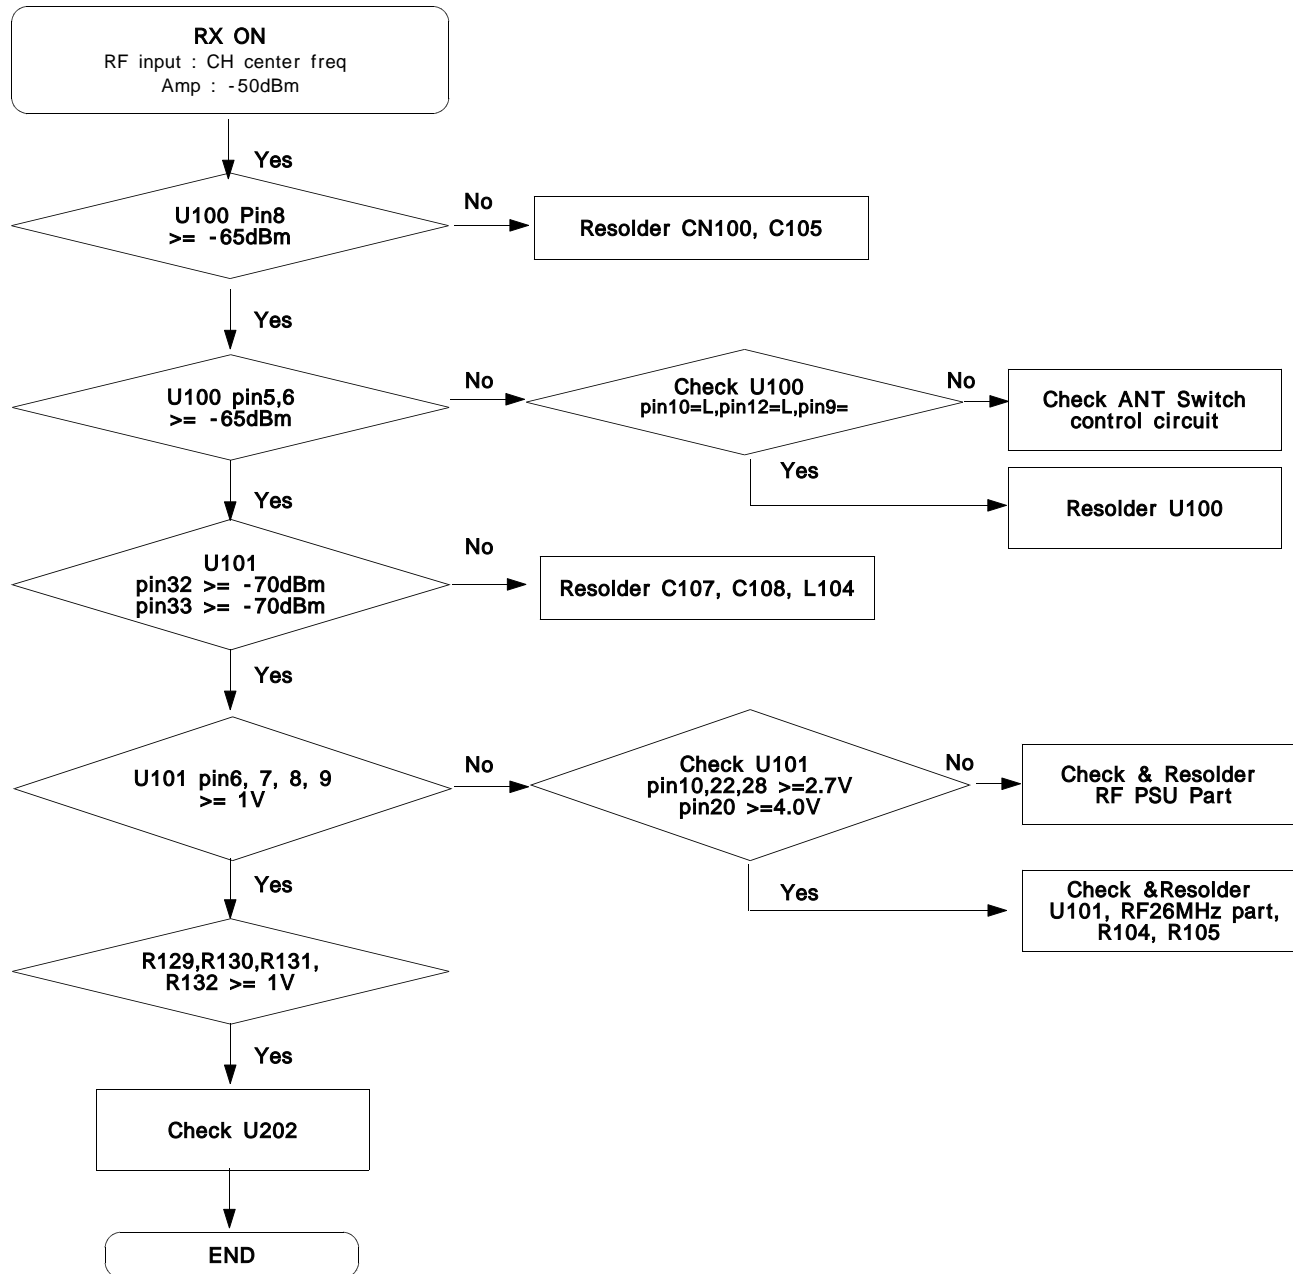 RX ON
RF input : CH center freq
Amp : -50dBm
Yes
U100 Pin8
>= -65dBm
No
Resolder CN100, C105
Yes
U100 pin5,6
>= -65dBm
No
Check U100
pin10=L,pin12=L,pin9=
No
Check ANT Switch
control circuit
Yes
Resolder U100
Yes
U101
pin32 >= -70dBm
pin33 >= -70dBm
No
Resolder C107, C108, L104
Yes
U101 pin6, 7, 8, 9
>= 1V
No
Check U101
pin10,22,28 >=2.7V
pin20 >=4.0V
No
Check & Resolder
RF PSU Part
Yes
Check &Resolder
U101, RF26MHz part,
R104, R105
Yes
R129,R130,R131,
R132 >= 1V
Yes
Check U202
END